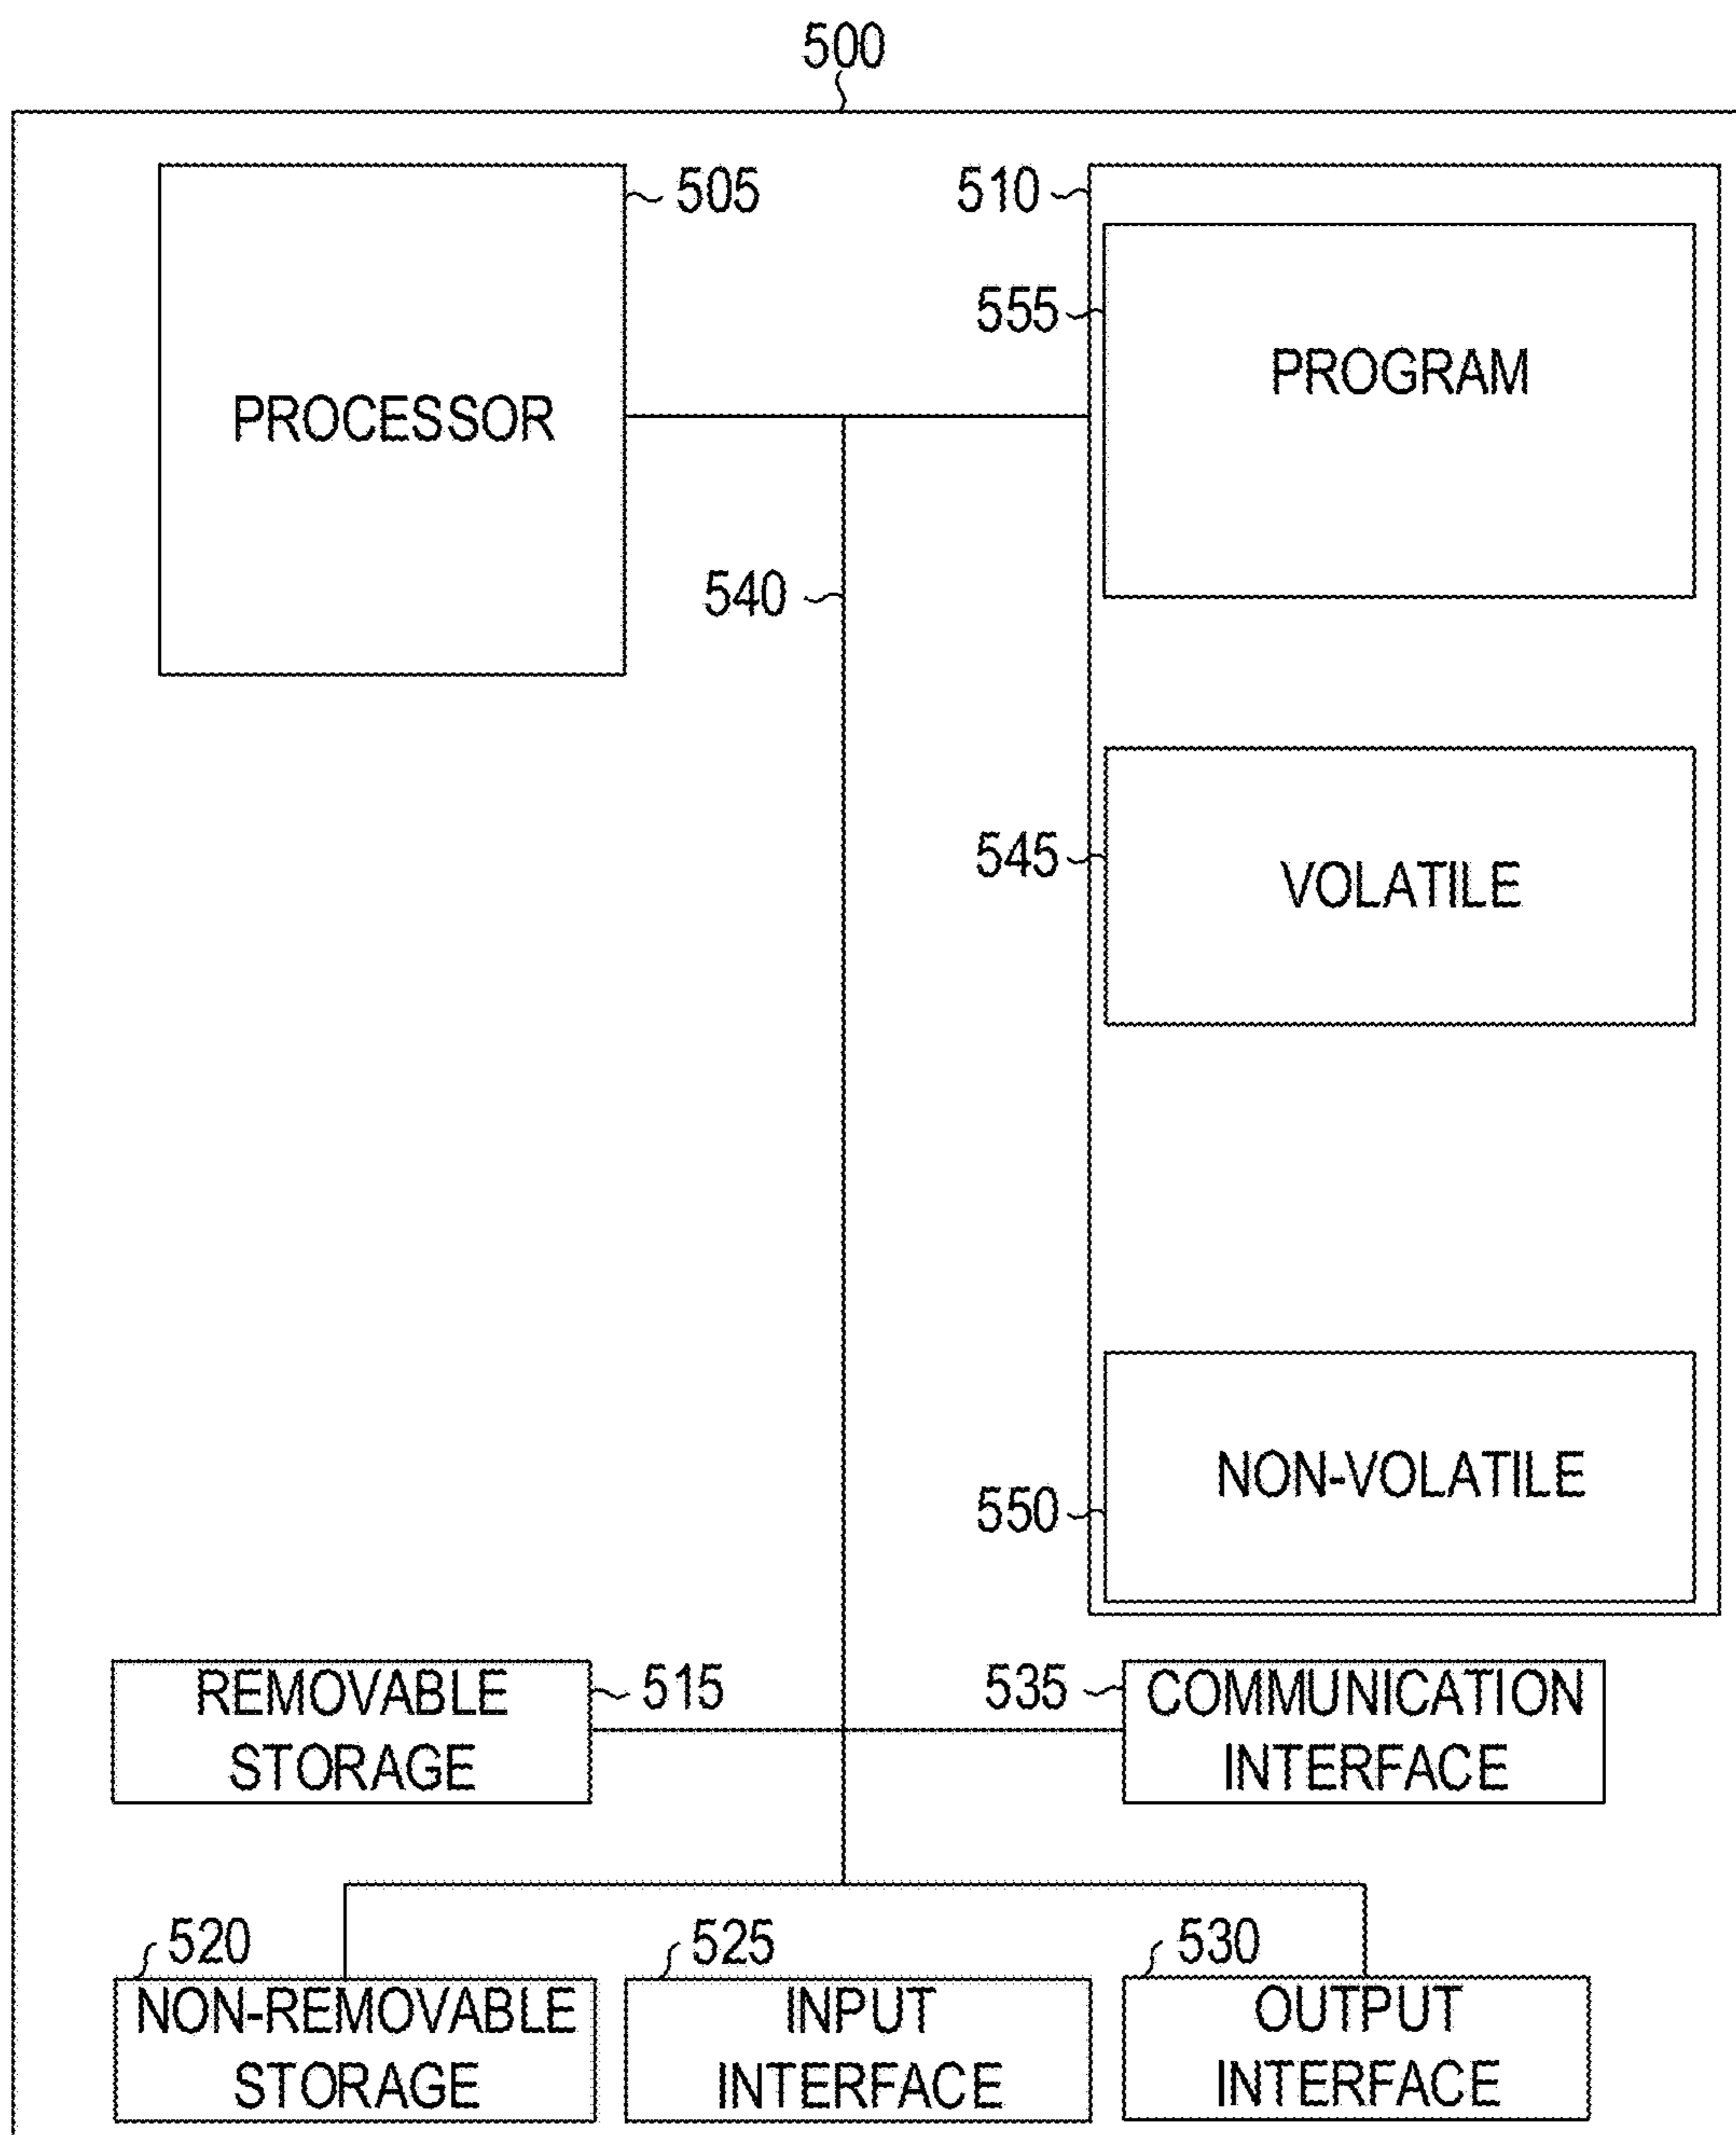 500
505
510
555
PROGRAM
PROCESSOR
540
545
VOLATILE
NON-VOLATILE
550
REMOVABLE
STORAGE
515
535
COMMUNICATION
INTERFACE
520
NON-REMOVABLE
STORAGE
525
INPUT
INTERFACE
530
OUTPUT
INTERFACE